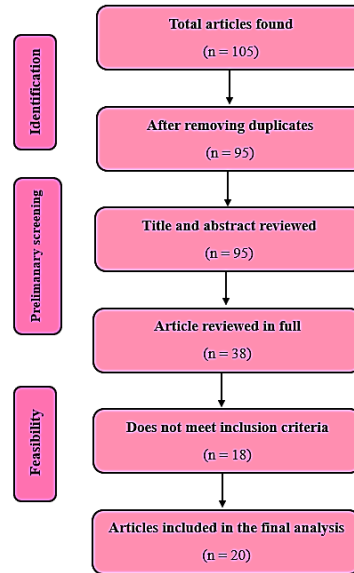 Identification
Total articles found
(n = 105)
After removing duplicates
(n = 95)
Prelimanary screening
Title and abstract reviewed
(n = 95)
Article reviewed in full
(n = 38)
Feasibility
Does not meet inclusion criteria
(n = 18)
Articles included in the final analysis
(n = 20)